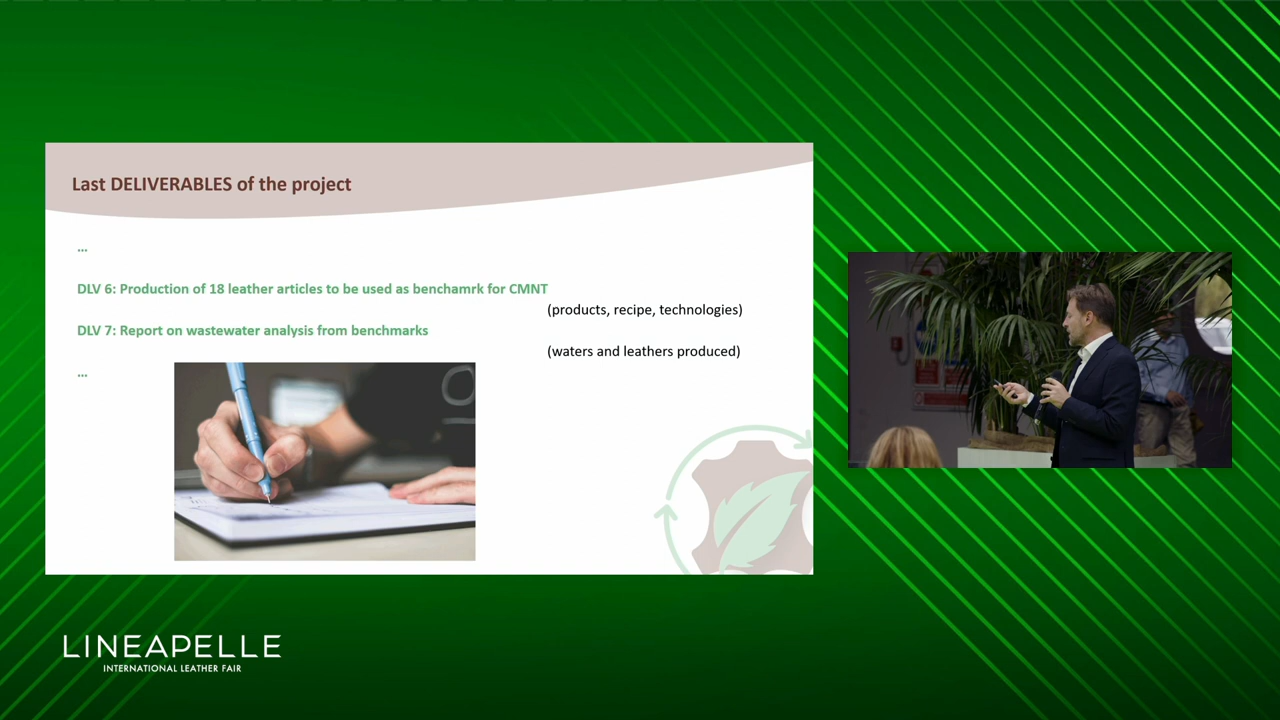 Last DELIVERABLES of the project
...
DLV 6: Production of 18 leather articles to be used as benchamrk for CMNT
(products, recipe, technologies)
DLV 7: Report on wastewater analysis from benchmarks
(waters and leathers produced)
...
LINEAPELLE
INTERNATIONAL LEATHER FAIR